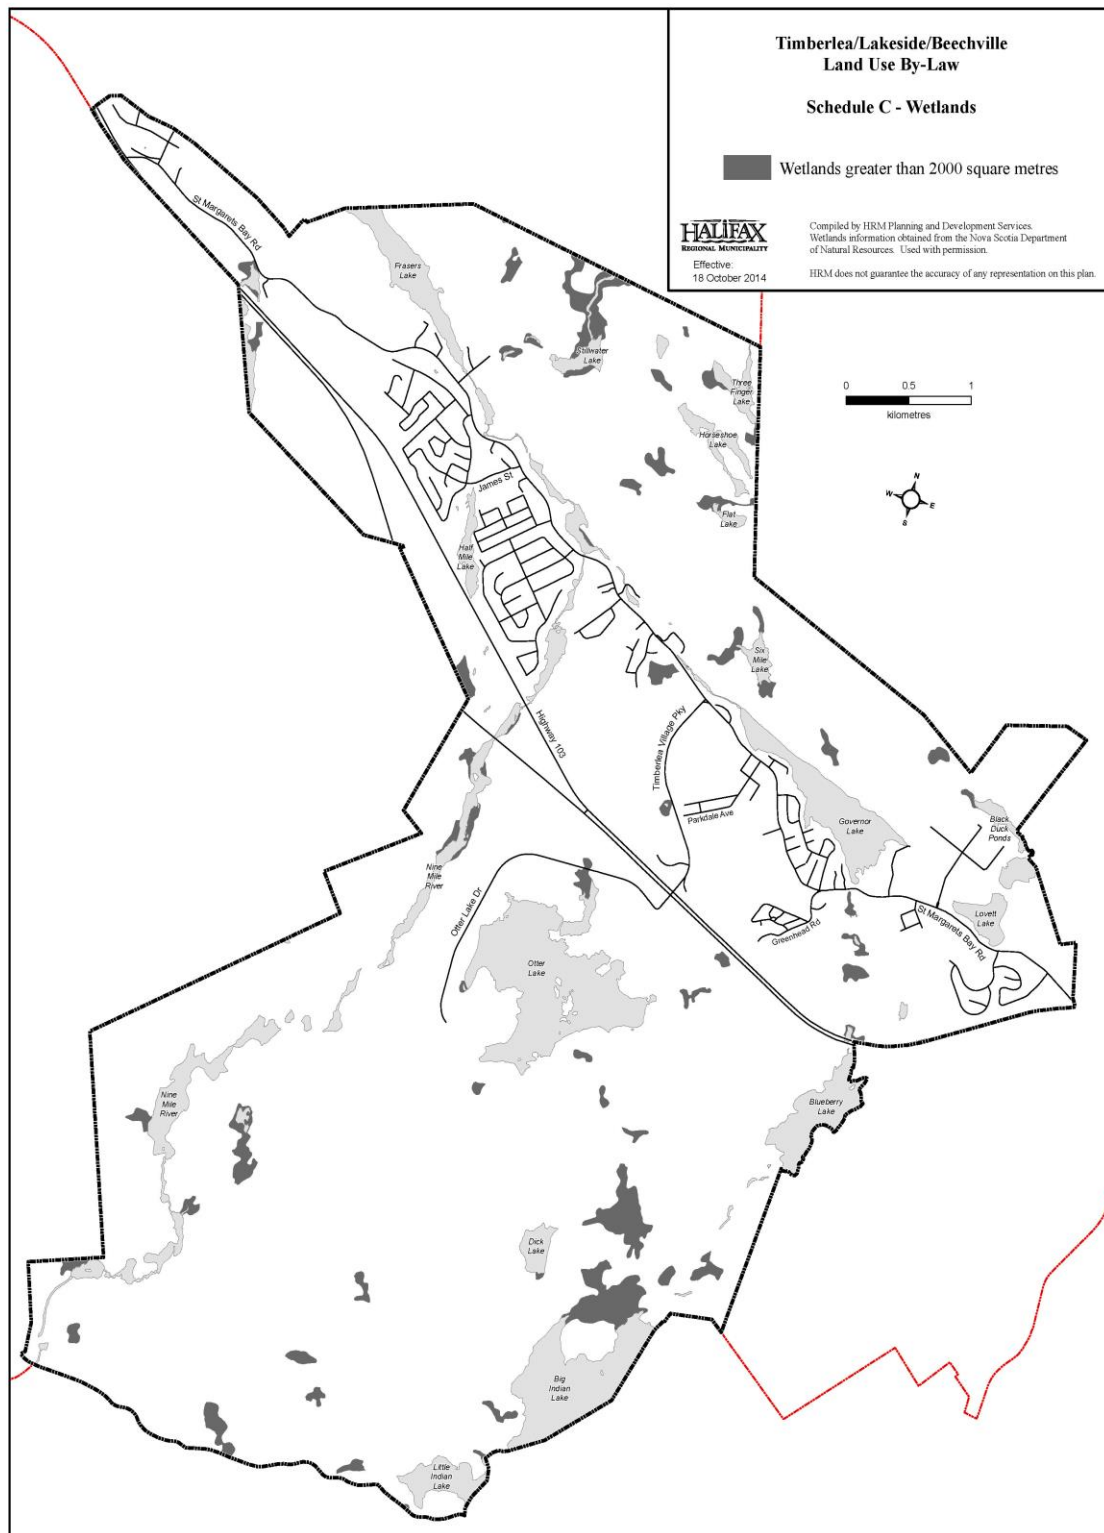 Timberlea/Lakeside/Beechville
Land Use By-Law
Schedule C - Wetlands
Wetlands greater than 2000 square metres
HALIFAX
REGIONAL MUNICIPALITY
Effective:
18 October 2014
Compiled by HRM Planning and Development Services.
Wetlands information obtained from the Nova Scotia Department
of Natural Resources. Used with permission.
HRM does not guarantee the accuracy of any representation on this plan.
0 0.5 1
kilometres
N
W
E
S
St Margarets Bay Rd
Frasers
Lake
Stillwater
Lake
Three
Finger
Lake
Horseshoe
Lake
Flat
Lake
James St
Half
Mile
Lake
Six
Mile
Lake
Highway 103
Timberlea Village Pky
Parkdale Ave
Governor
Lake
Black
Duck
Ponds
Nine
Mile
River
Otter Lake Dr
Greenhead Rd
St Margarets Bay Rd
Lovett
Lake
Otter
Lake
Nine
Mile
River
Blueberry
Lake
Dick
Lake
Big
Indian
Lake
Little
Indian
Lake